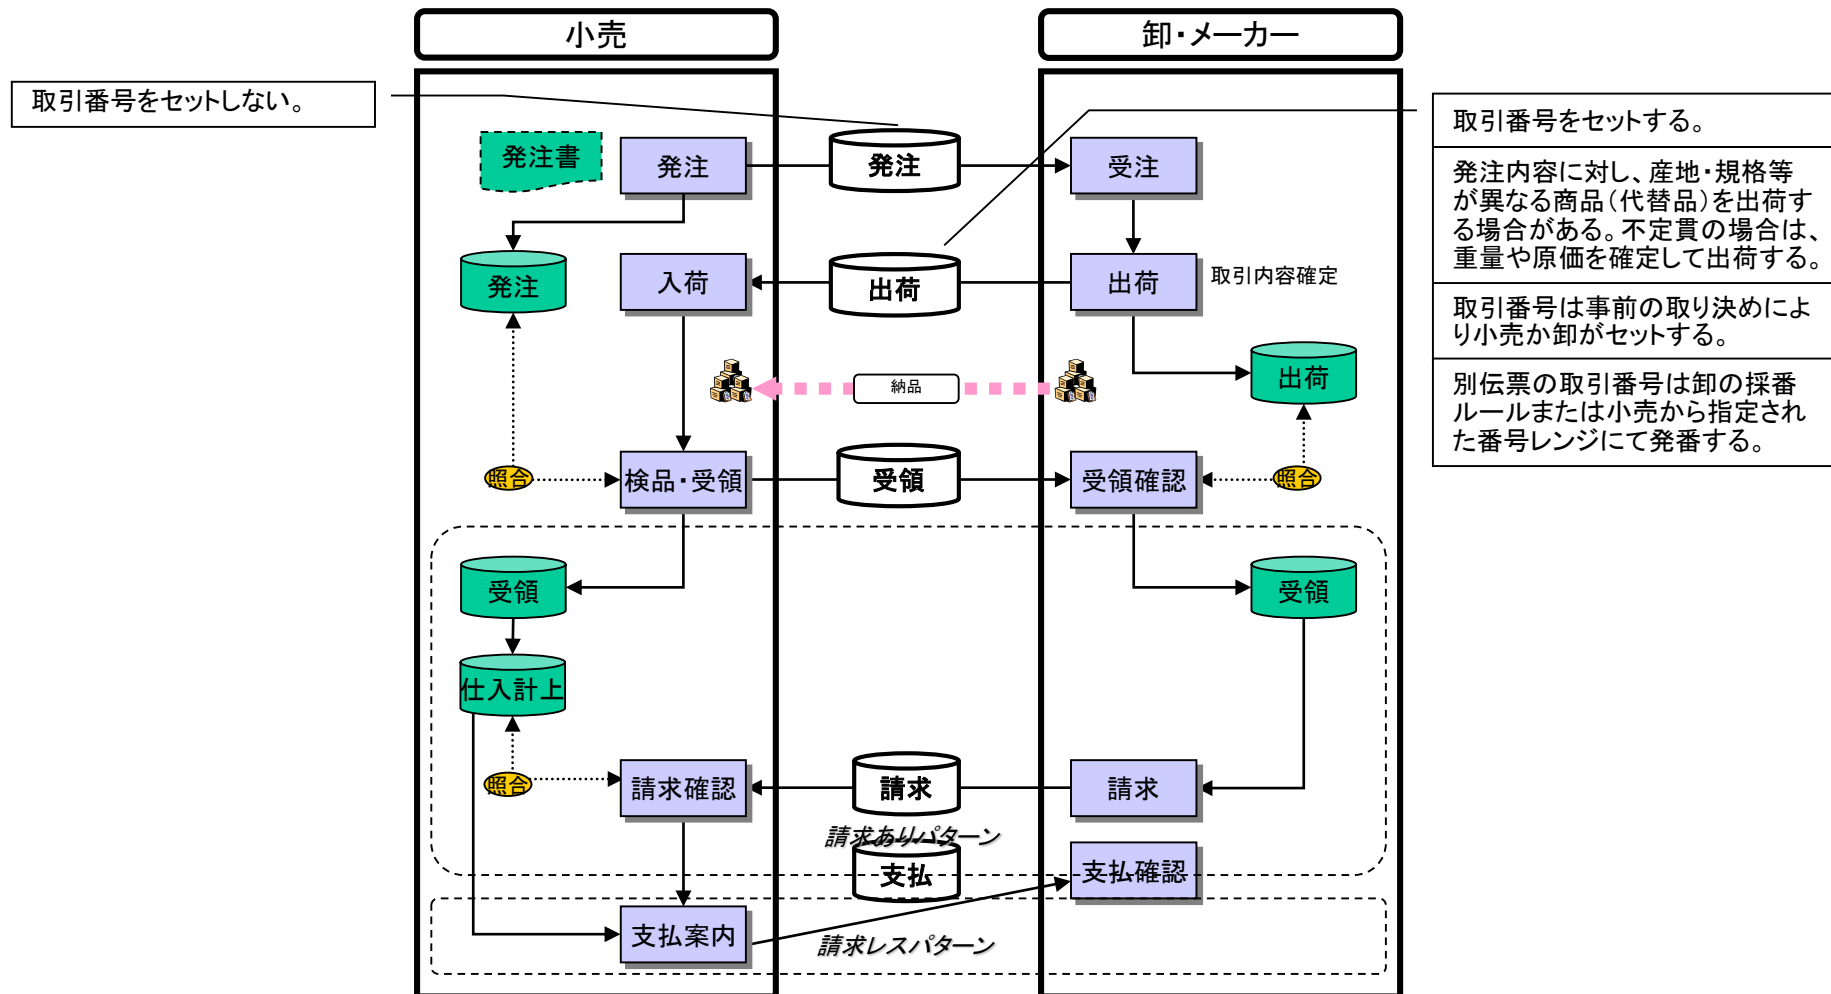 小売
卸・メーカー
取引番号をセットしない。
取引番号をセットする。
発注内容に対し、産地・規格等
が異なる商品（代替品）を出荷す
る場合がある。不定貫の場合は、
重量や原価を確定して出荷する。
取引番号は事前の取り決めによ
り小売か卸がセットする。
別伝票の取引番号は卸の採番
ルールまたは小売から指定され
た番号レンジにて発番する。
発注書
発注
発注
受注
発注
入荷
出荷
出荷
取引内容確定
納品
出荷
照合
検品・受領
受領
受領確認
照合
受領
受領
仕入計上
照合
請求確認
請求
請求
請求ありパターン
支払
支払確認
支払案内
請求レスパターン